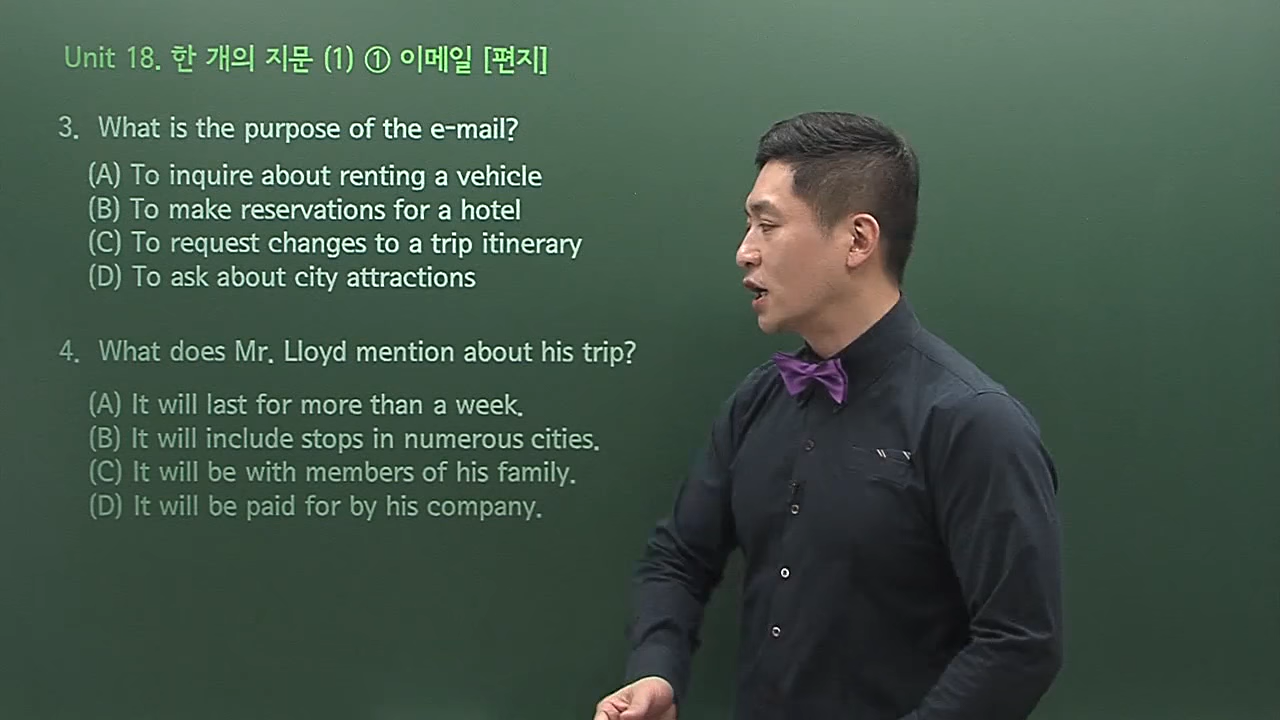 Unit 18. 한 개의 지문 (1) ① 이메일 [편지]
3. What is the purpose of the e-mail?
(A) To inquire about renting a vehicle
(B) To make reservations for a hotel
(C) To request changes to a trip itinerary
(D) To ask about city attractions
4. What does Mr. Lloyd mention about his trip?
(A) It will last for more than a week.
(B) It will include stops in numerous cities.
(C) It will be with members of his family.
(D) It will be paid for by his company.